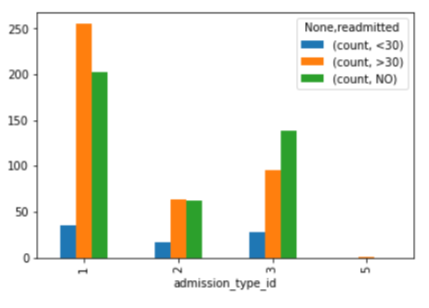 250
200
150
100
50
0
None,readmitted
(count, <30)
(count, >30)
(count, NO)
1
2
3
5
admission_type_id